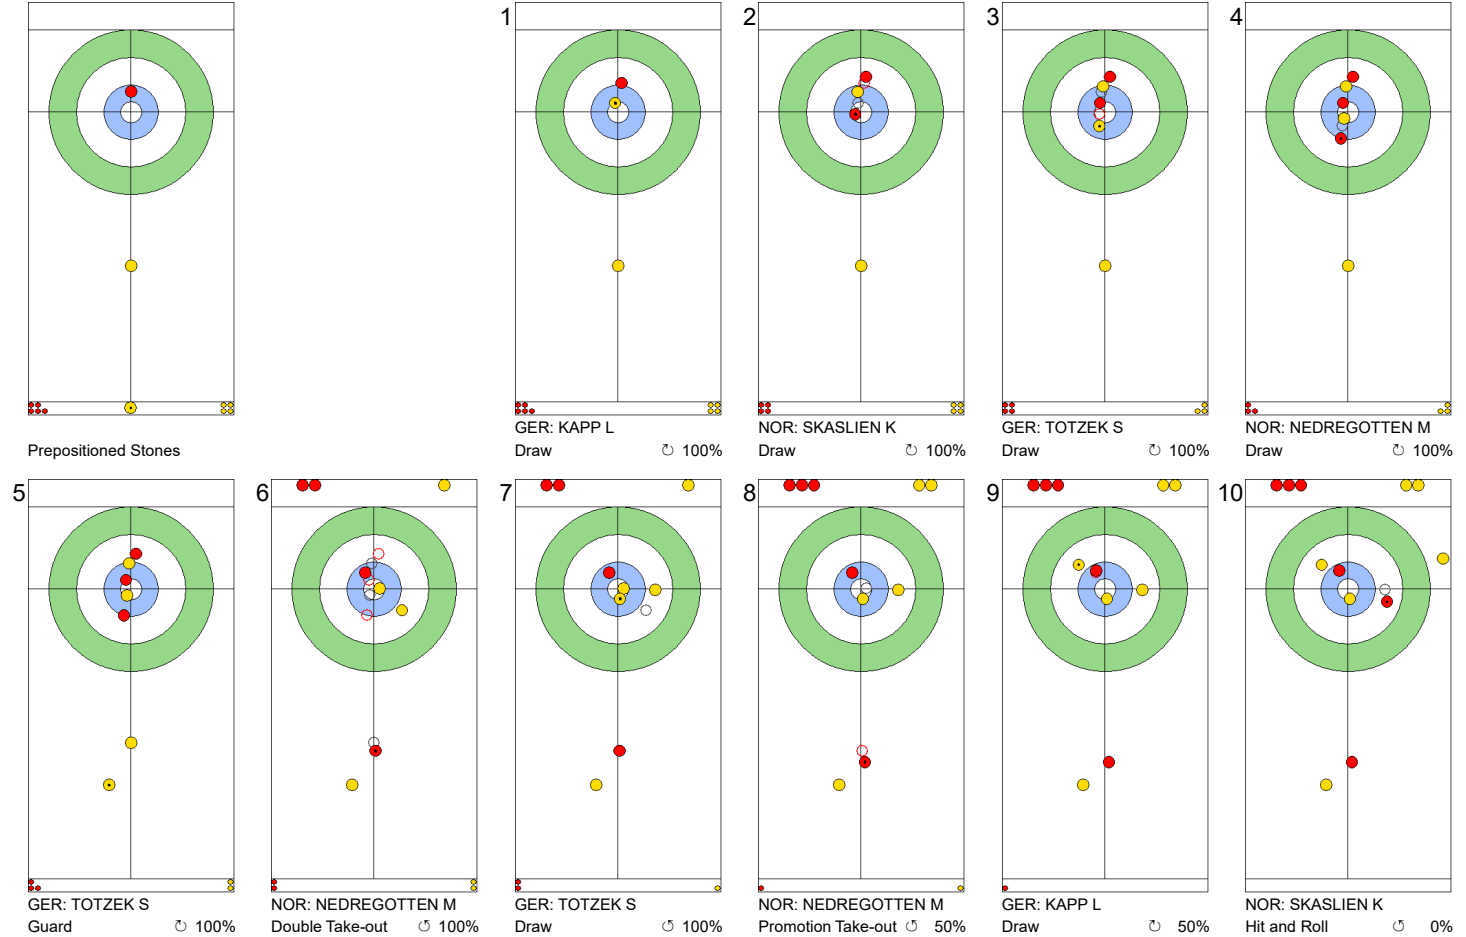 1 2 3 4
Prepositioned Stones
GER: KAPP L
Draw ↻ 100%
NOR: SKASLIEN K
Draw ↻ 100%
GER: TOTZEK S
Draw ↻ 100%
NOR: NEDREGOTTEN M
Draw ↺ 100%
5 6 7 8 9 10
GER: TOTZEK S
Guard ↻ 100%
NOR: NEDREGOTTEN M
Double Take-out ↺ 100%
GER: TOTZEK S
Draw ↺ 100%
NOR: NEDREGOTTEN M
Promotion Take-out ↺ 50%
GER: KAPP L
Draw ↻ 50%
NOR: SKASLIEN K
Hit and Roll ↺ 0%